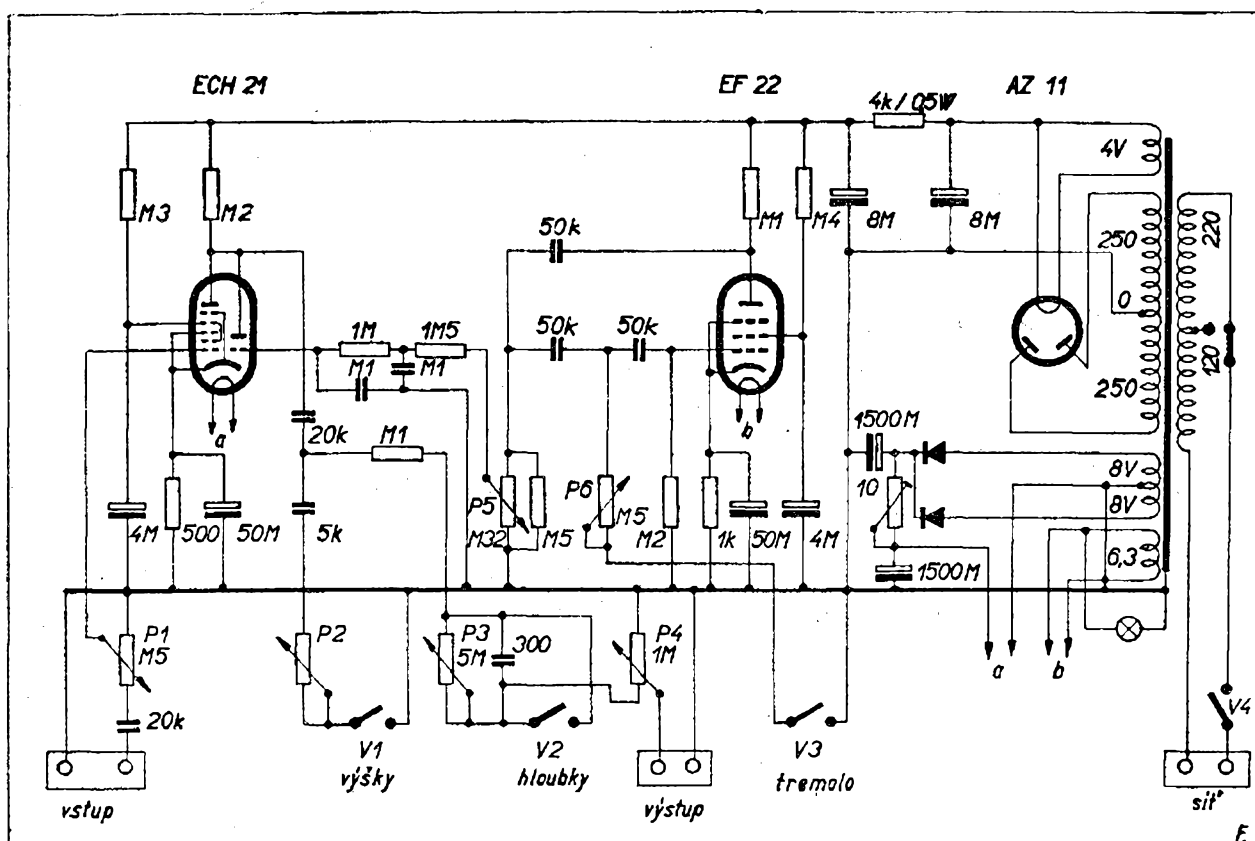 ECH 21
EF 22
AZ 11
4k / 05W
4V
M3
M2
M1
M4
8M
8M
250
220
50k
0
50k
50k
1M
1M5
120
M1
M1
250
a
b
20k
M1
1500M
8V
10
8V
P5
P6
M5
4M
500
50M
5k
M32
M5
M2
1k
50M
4M
6,3
1500M
P1
M5
P2
P3
5M
300
P4
1M
a
b
20k
V1
V2
V3
V4
výšky
hloubky
tremolo
vstup
výstup
síť
E